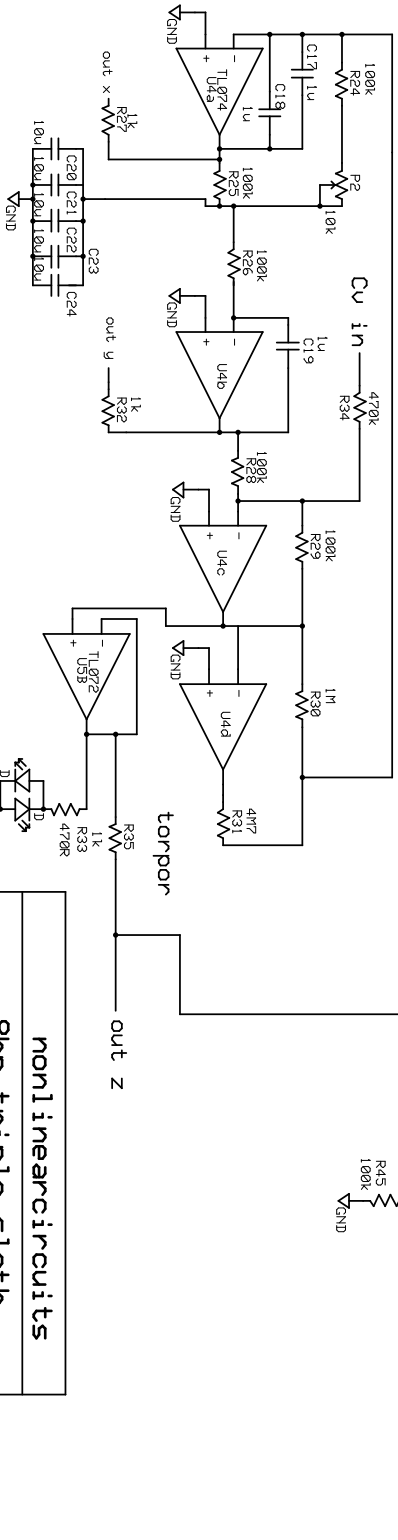 GND
TL074
U4a
C17
1u
C18
1u
100k
R24
P2
10k
out x
1k
R27
100k
R25
10u
C20
10u
C21
10u
C22
10u
C23
10u
C24
GND
100k
R26
GND
U4b
1u
C19
Cv in
470k
R34
out y
1k
R32
100k
R28
GND
U4c
100k
R29
TL072
U5B
GND
U4d
1M
R30
4M7
R31
D
D
470R
R33
1k
R35
torpor
out z
R45
100k
GND
nonlinearcircuits